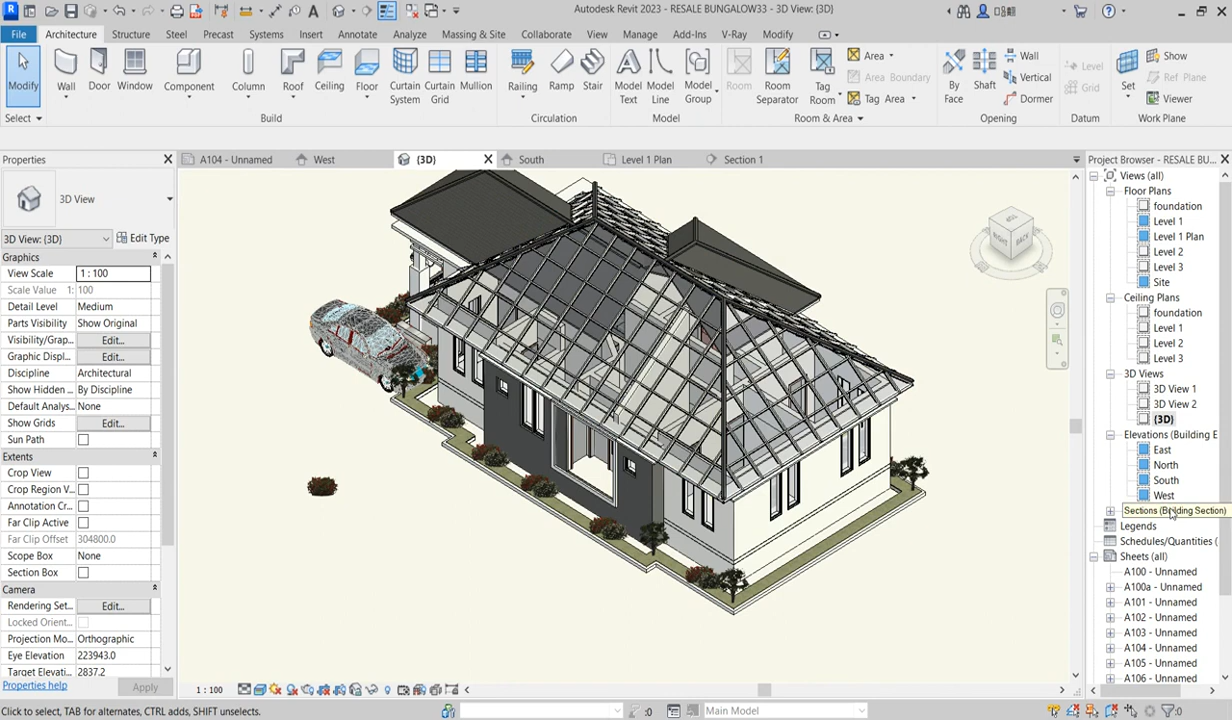 Autodesk Revit 2023 - RESALE BUNGALOW33 - 3D View: {3D}
File Architecture Structure Steel Precast Systems Insert Annotate Analyze Massing & Site Collaborate View Manage Add-Ins V-Ray Modify
Modify Wall Door Window Component Column Roof Ceiling Floor Curtain System Curtain Grid Mullion Railing Ramp Stair Model Text Model Line Model Group Room Room Separator Tag Room Area Area Boundary Tag Area By Face Shaft Wall Vertical Dormer Level Grid Set Show Ref Plane Viewer
Select Build Circulation Model Room & Area Opening Datum Work Plane
Properties
A104 - Unnamed West {3D} South Level 1 Plan Section 1
Project Browser - RESALE BU...
3D View
3D View: {3D} Edit Type
Graphics
View Scale 1 : 100
Scale Value 1: 100
Detail Level Medium
Parts Visibility Show Original
Visibility/Grap... Edit...
Graphic Displ... Edit...
Discipline Architectural
Show Hidden ... By Discipline
Default Analys... None
Show Grids Edit...
Sun Path
Extents
Crop View
Crop Region V...
Annotation Cr...
Far Clip Active
Far Clip Offset 304800.0
Scope Box None
Section Box
Camera
Rendering Set... Edit...
Locked Orient...
Projection Mo... Orthographic
Eye Elevation 223943.0
Target Elevati... 2837.2
Properties help Apply
RIGHT BACK
Views (all)
Floor Plans
foundation
Level 1
Level 1 Plan
Level 2
Level 3
Site
Ceiling Plans
foundation
Level 1
Level 2
Level 3
3D Views
3D View 1
3D View 2
{3D}
Elevations (Building E
East
North
South
West
Sections (Building Section)
Legends
Schedules/Quantities (
Sheets (all)
A100 - Unnamed
A100a - Unnamed
A101 - Unnamed
A102 - Unnamed
A103 - Unnamed
A104 - Unnamed
A105 - Unnamed
A106 - Unnamed
1 : 100
Click to select, TAB for alternates, CTRL adds, SHIFT unselects.
:0 Main Model :0